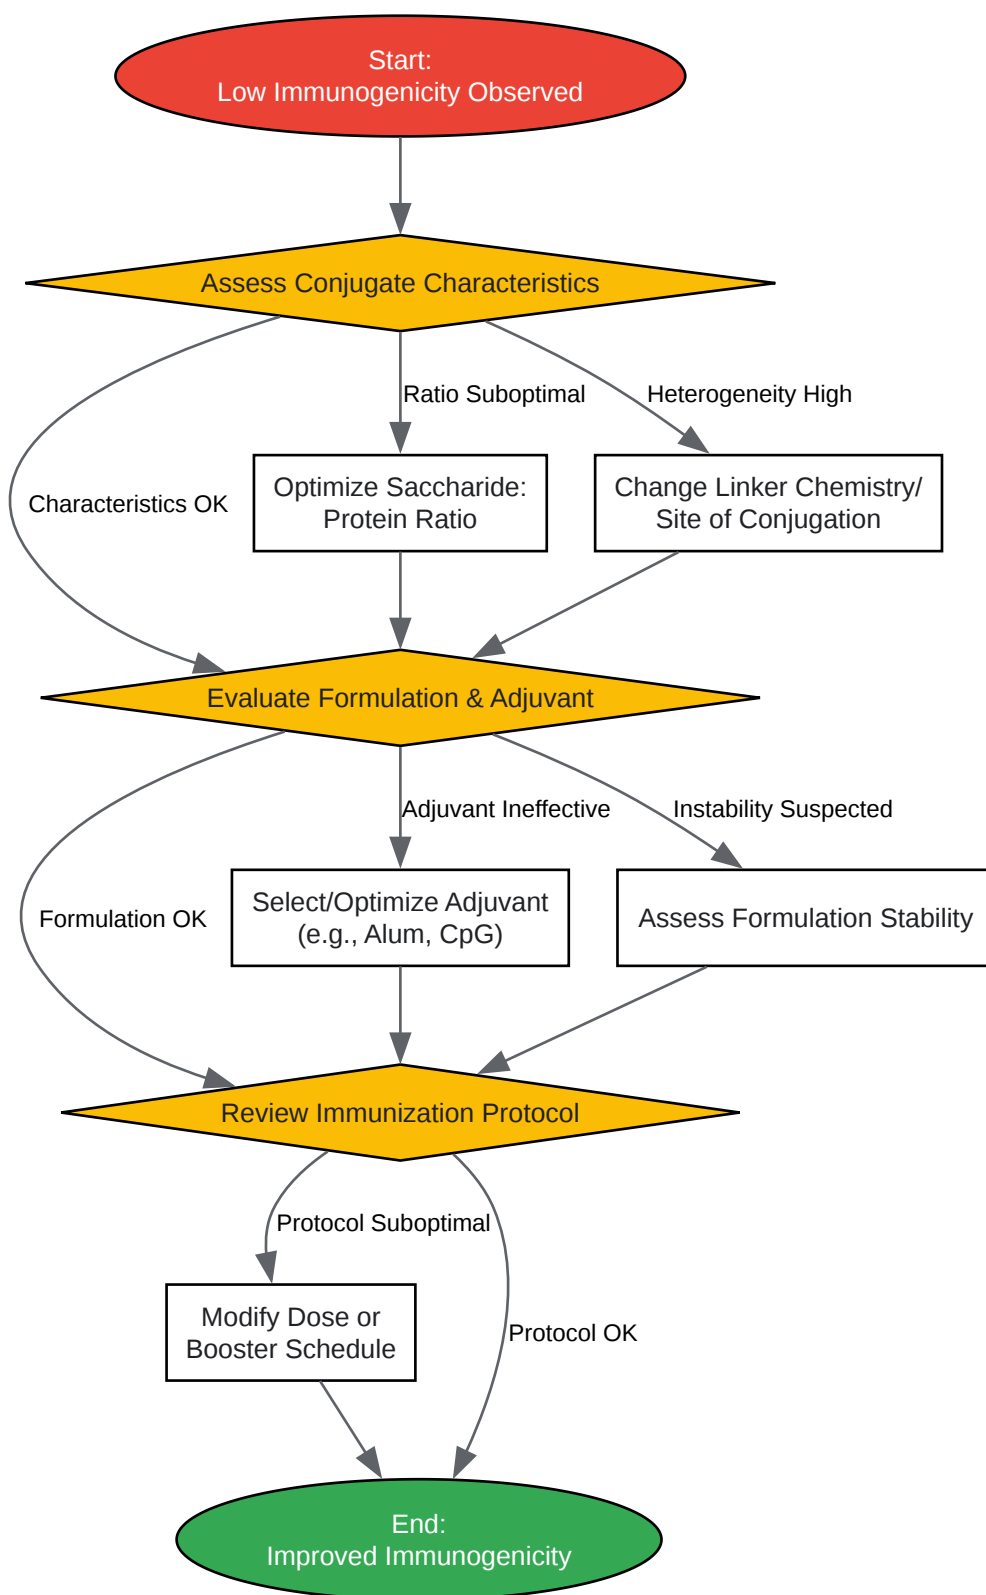 Start:
Low Immunogenicity Observed
Assess Conjugate Characteristics
Ratio Suboptimal
Heterogeneity High
Characteristics OK
Optimize Saccharide:
Protein Ratio
Change Linker Chemistry/
Site of Conjugation
Evaluate Formulation & Adjuvant
Adjuvant Ineffective
Instability Suspected
Formulation OK
Select/Optimize Adjuvant
(e.g., Alum, CpG)
Assess Formulation Stability
Review Immunization Protocol
Protocol Suboptimal
Protocol OK
Modify Dose or
Booster Schedule
End:
Improved Immunogenicity